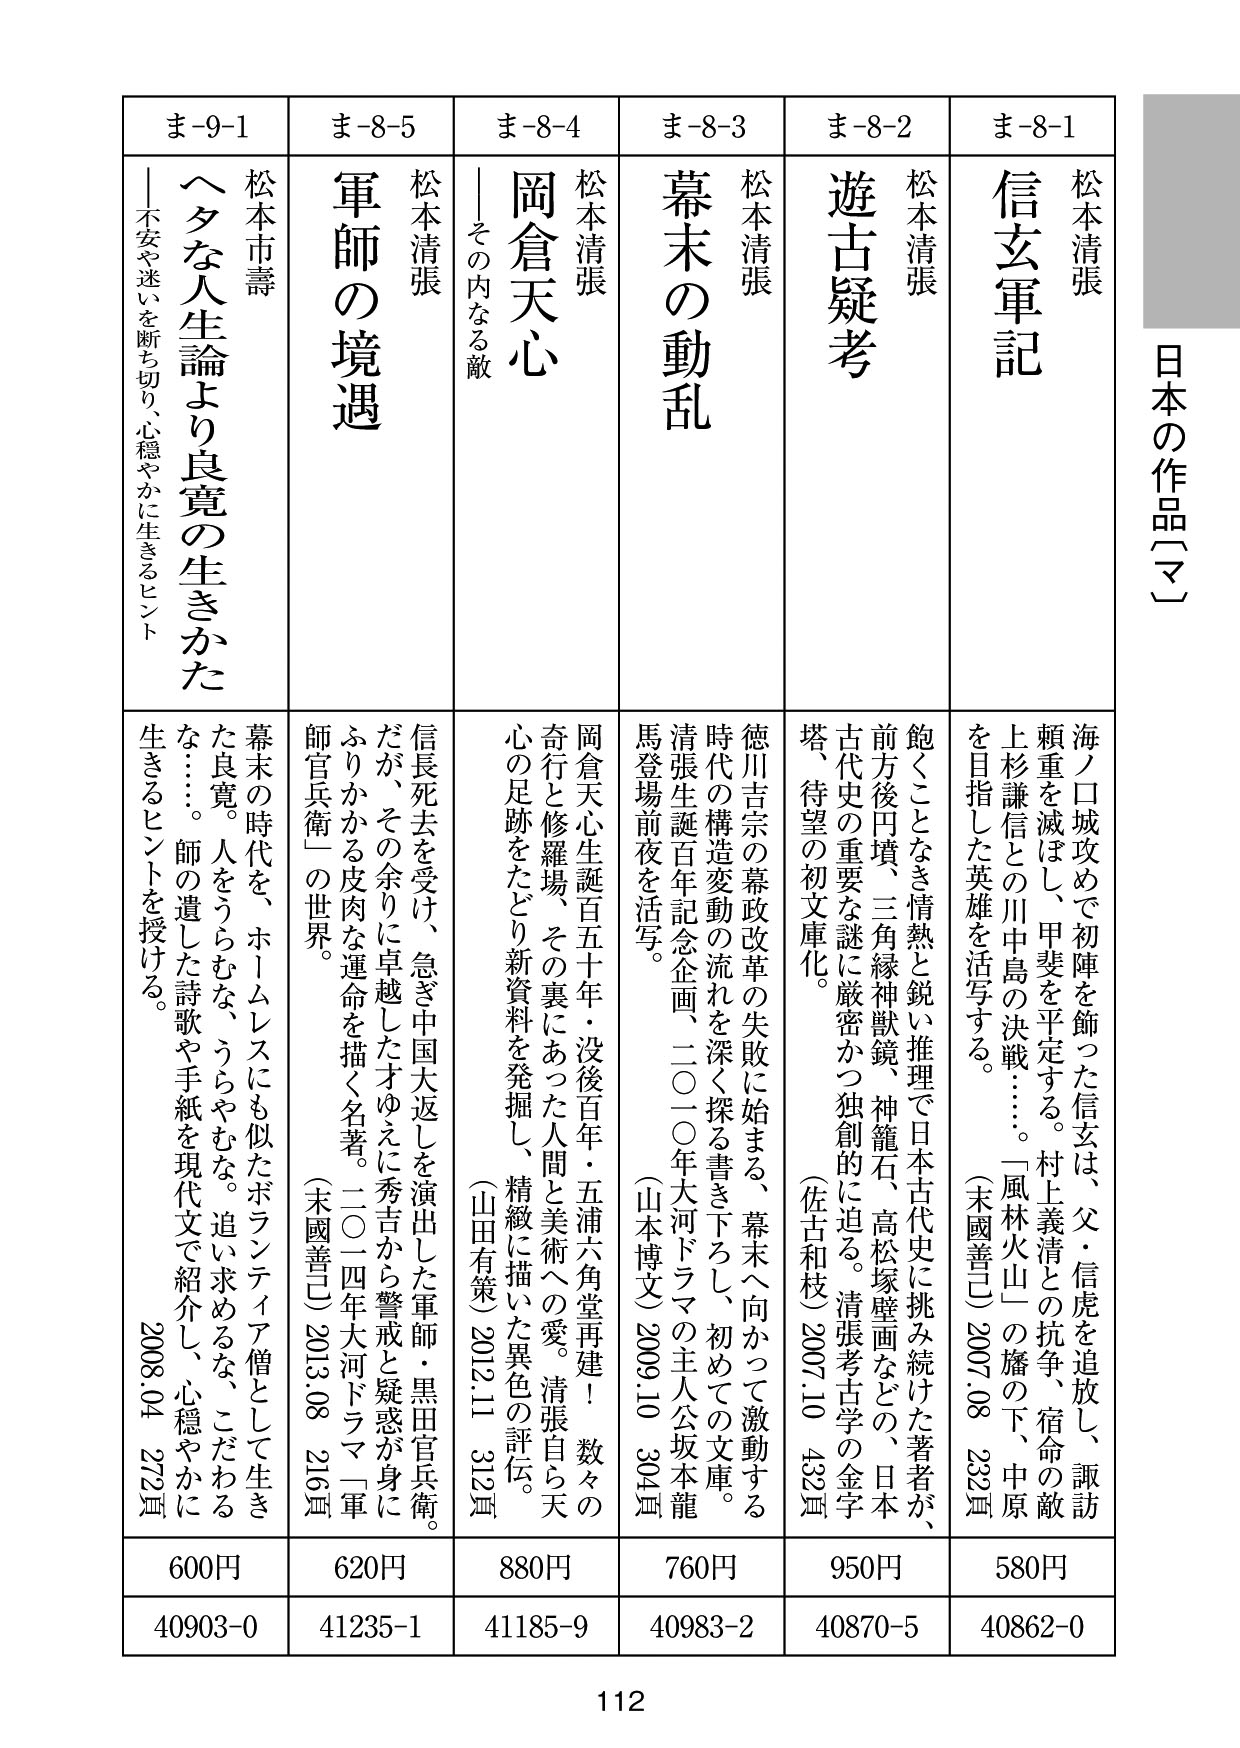 日本の作品〔マ〕
ま-8-1
松本清張
信玄軍記
海ノ口城攻めで初陣を飾った信玄は、父・信虎を追放し、諏訪
頼重を滅ぼし、甲斐を平定する。村上義清との抗争、宿命の敵
上杉謙信との川中島の決戦……。「風林火山」の旛の下、中原
を目指した英雄を活写する。
（末國善己）2007.08　232頁
580円
40862-0
ま-8-2
松本清張
遊古疑考
飽くことなき情熱と鋭い推理で日本古代史に挑み続けた著者が、
前方後円墳、三角縁神獣鏡、神籠石、高松塚壁画などの、日本
古代史の重要な謎に厳密かつ独創的に迫る。清張考古学の金字
塔、待望の初文庫化。
（佐古和枝）2007.10　432頁
950円
40870-5
ま-8-3
松本清張
幕末の動乱
徳川吉宗の幕政改革の失敗に始まる、幕末へ向かって激動する
時代の構造変動の流れを深く探る書き下ろし、初めての文庫。
清張生誕百年記念企画、二〇一〇年大河ドラマの主人公坂本龍
馬登場前夜を活写。
（山本博文）2009.10　304頁
760円
40983-2
ま-8-4
松本清張
岡倉天心
――その内なる敵
岡倉天心生誕百五十年・没後百年・五浦六角堂再建！　数々の
奇行と修羅場、その裏にあった人間と美術への愛。清張自ら天
心の足跡をたどり新資料を発掘し、精緻に描いた異色の評伝。
（山田有策）2012.11　312頁
880円
41185-9
ま-8-5
松本清張
軍師の境遇
信長死去を受け、急ぎ中国大返しを演出した軍師・黒田官兵衛。
だが、その余りに卓越した才ゆえに秀吉から警戒と疑惑が身に
ふりかかる皮肉な運命を描く名著。二〇一四年大河ドラマ「軍
師官兵衛」の世界。
（末國善己）2013.08　216頁
620円
41235-1
ま-9-1
松本市壽
ヘタな人生論より良寛の生きかた
――不安や迷いを断ち切り、心穏やかに生きるヒント
幕末の時代を、ホームレスにも似たボランティア僧として生き
た良寛。人をうらむな、うらやむな。追い求めるな、こだわる
な……。師の遺した詩歌や手紙を現代文で紹介し、心穏やかに
生きるヒントを授ける。
2008.04　272頁
600円
40903-0
112